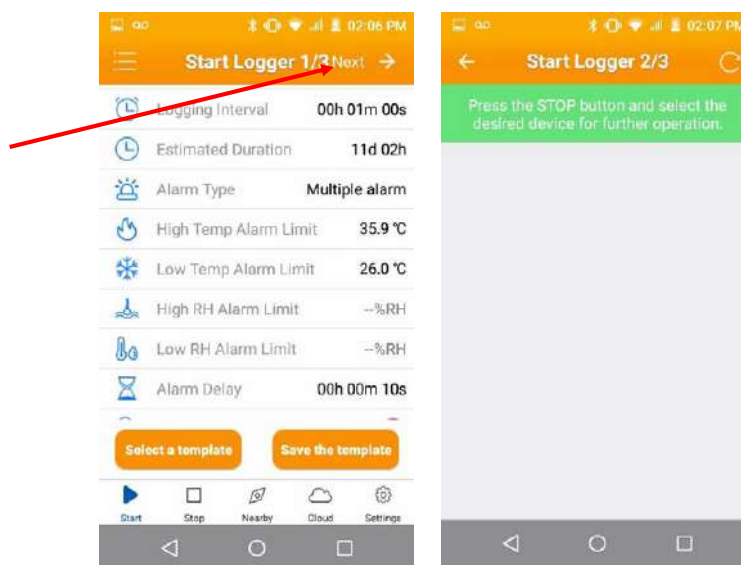 02:06 PM
Start Logger 1/3 Next
Logging Interval 00h 01m 00s
Estimated Duration 11d 02h
Alarm Type Multiple alarm
High Temp Alarm Limit 35.9 °C
Low Temp Alarm Limit 26.0 °C
High RH Alarm Limit --%RH
Low RH Alarm Limit --%RH
Alarm Delay 00h 00m 10s
Select a template Save the template
Start Stop Nearby Cloud Settings
02:07 PM
Start Logger 2/3
Press the STOP button and select the
desired device for further operation.